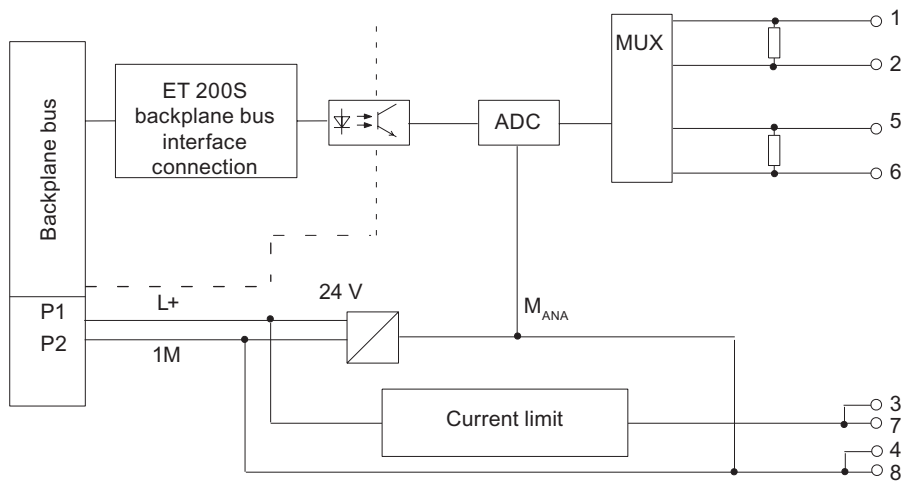 1
MUX
2
ET 200S
backplane bus
interface
connection
ADC
5
6
Backplane bus
P1
L+
24 V
M_ANA
P2
1M
3
Current limit
7
4
8